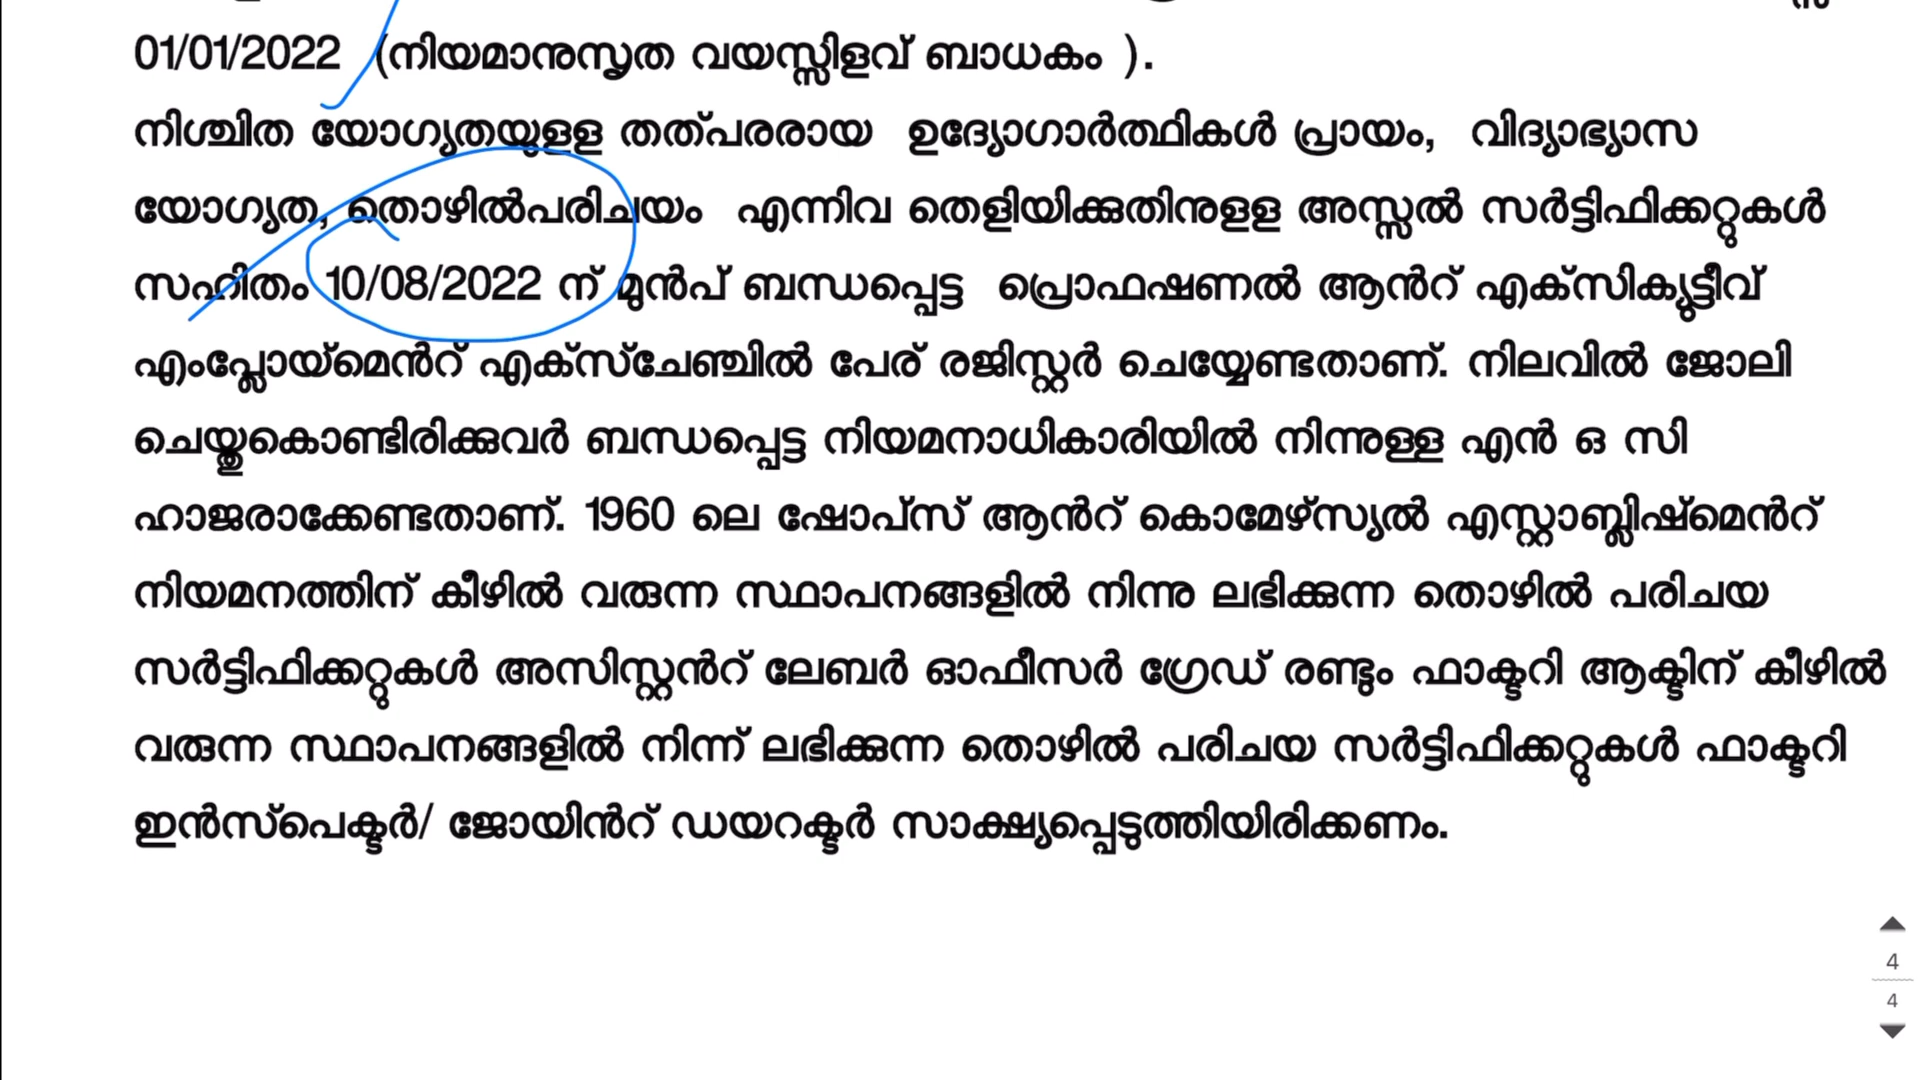 01/01/2022 (നിയമാനുസൃത വയസ്സിളവ് ബാധകം ).
നിശ്ചിത യോഗ്യതയുളള തത്പരരായ ഉദ്യോഗാർത്ഥികൾ പ്രായം, വിദ്യാഭ്യാസ
യോഗ്യത, തൊഴിൽപരിചയം എന്നിവ തെളിയിക്കുതിനുളള അസ്സൽ സർട്ടിഫിക്കറ്റുകൾ
സഹിതം 10/08/2022 ന് മുൻപ് ബന്ധപ്പെട്ട പ്രൊഫഷണൽ ആൻറ് എക്സിക്യുട്ടീവ്
എംപ്ലോയ്മെൻറ് എക്സ്ചേഞ്ചിൽ പേര് രജിസ്റ്റർ ചെയ്യേണ്ടതാണ്. നിലവിൽ ജോലി
ചെയ്തുകൊണ്ടിരിക്കുവർ ബന്ധപ്പെട്ട നിയമനാധികാരിയിൽ നിന്നുള്ള എൻ ഒ സി
ഹാജരാക്കേണ്ടതാണ്. 1960 ലെ ഷോപ്സ് ആൻറ് കൊമേഴ്സ്യൽ എസ്റ്റാബ്ലിഷ്മെൻറ്
നിയമനത്തിന് കീഴിൽ വരുന്ന സ്ഥാപനങ്ങളിൽ നിന്നു ലഭിക്കുന്ന തൊഴിൽ പരിചയ
സർട്ടിഫിക്കറ്റുകൾ അസിസ്റ്റൻറ് ലേബർ ഓഫീസർ ഗ്രേഡ് രണ്ടും ഫാക്ടറി ആക്ടിന് കീഴിൽ
വരുന്ന സ്ഥാപനങ്ങളിൽ നിന്ന് ലഭിക്കുന്ന തൊഴിൽ പരിചയ സർട്ടിഫിക്കറ്റുകൾ ഫാക്ടറി
ഇൻസ്പെക്ടർ/ ജോയിൻറ് ഡയറക്ടർ സാക്ഷ്യപ്പെടുത്തിയിരിക്കണം.
4
4